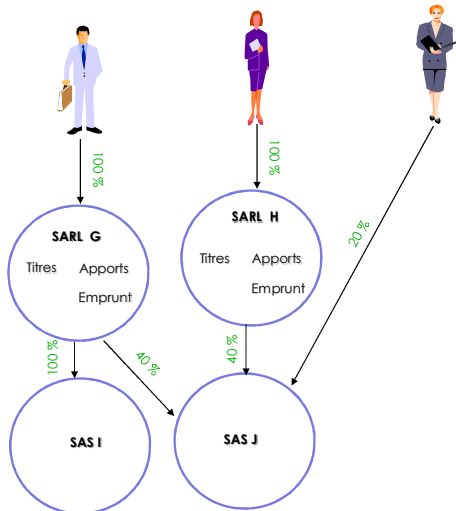 100 %
100 %
20 %
SARL G
Titres Apports
Emprunt
SARL H
Titres Apports
Emprunt
100 %
40 %
40 %
SAS I
SAS J